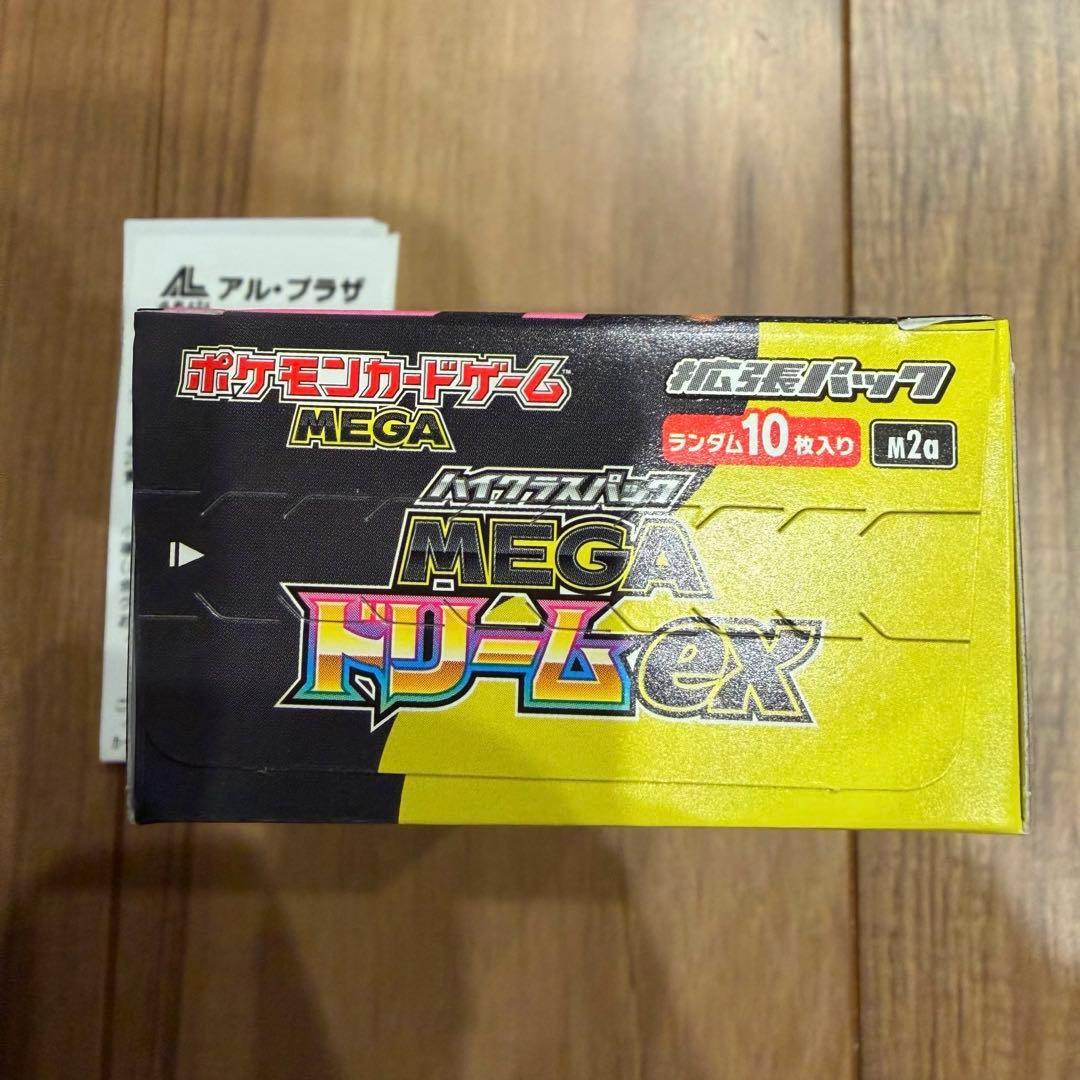 アル・プラザ
ポケモンカードゲーム™
MEGA
拡張パック
ランダム10枚入り
M2a
ハイクラスパック
MEGA
ドリームex